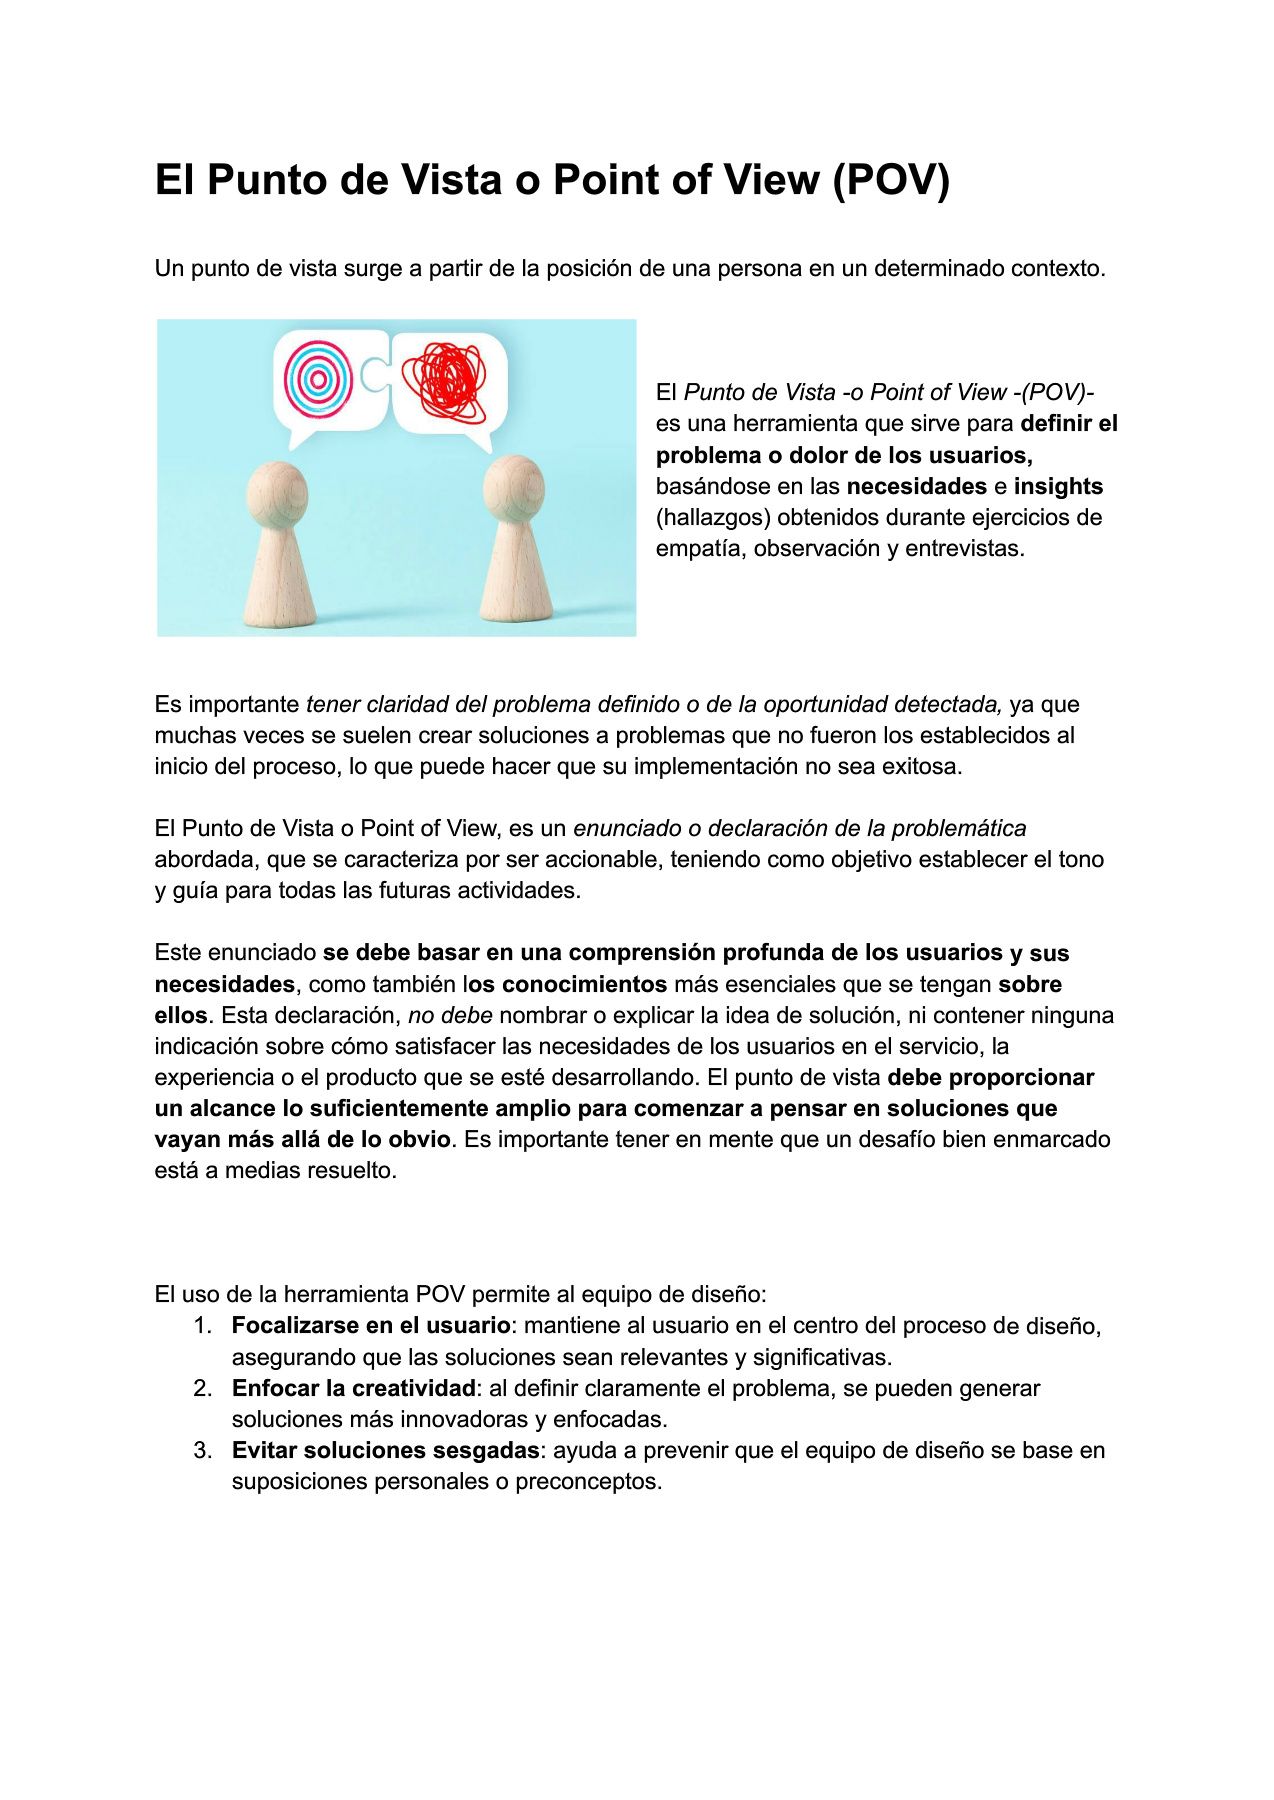 El Punto de Vista o Point of View (POV)
Un punto de vista surge a partir de la posición de una persona en un determinado contexto.
El Punto de Vista -o Point of View -(POV)-
es una herramienta que sirve para definir el
problema o dolor de los usuarios,
basándose en las necesidades e insights
(hallazgos) obtenidos durante ejercicios de
empatía, observación y entrevistas.
Es importante tener claridad del problema definido o de la oportunidad detectada, ya que
muchas veces se suelen crear soluciones a problemas que no fueron los establecidos al
inicio del proceso, lo que puede hacer que su implementación no sea exitosa.
El Punto de Vista o Point of View, es un enunciado o declaración de la problemática
abordada, que se caracteriza por ser accionable, teniendo como objetivo establecer el tono
y guía para todas las futuras actividades.
Este enunciado se debe basar en una comprensión profunda de los usuarios y sus
necesidades, como también los conocimientos más esenciales que se tengan sobre
ellos. Esta declaración, no debe nombrar o explicar la idea de solución, ni contener ninguna
indicación sobre cómo satisfacer las necesidades de los usuarios en el servicio, la
experiencia o el producto que se esté desarrollando. El punto de vista debe proporcionar
un alcance lo suficientemente amplio para comenzar a pensar en soluciones que
vayan más allá de lo obvio. Es importante tener en mente que un desafío bien enmarcado
está a medias resuelto.
El uso de la herramienta POV permite al equipo de diseño:
1. Focalizarse en el usuario: mantiene al usuario en el centro del proceso de diseño,
asegurando que las soluciones sean relevantes y significativas.
2. Enfocar la creatividad: al definir claramente el problema, se pueden generar
soluciones más innovadoras y enfocadas.
3. Evitar soluciones sesgadas: ayuda a prevenir que el equipo de diseño se base en
suposiciones personales o preconceptos.